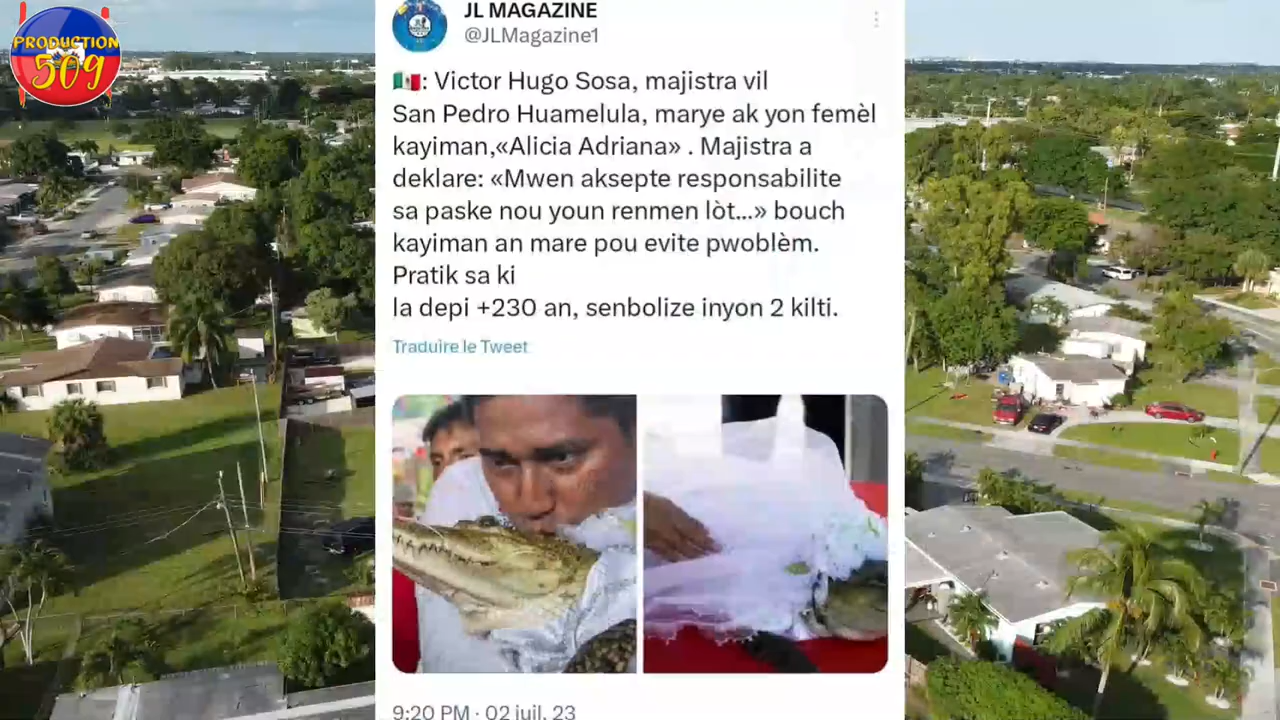 PRODUCTION
509
JL MAGAZINE
@JLMagazine1
🇲🇽: Victor Hugo Sosa, majistra vil
San Pedro Huamelula, marye ak yon femèl
kayiman,«Alicia Adriana» . Majistra a
deklare: «Mwen aksepte responsabilite
sa paske nou youn renmen lòt...» bouch
kayiman an mare pou evite pwoblèm.
Pratik sa ki
la depi +230 an, senbolize inyon 2 kilti.
Traduire le Tweet
9:20 PM · 02 juil. 23